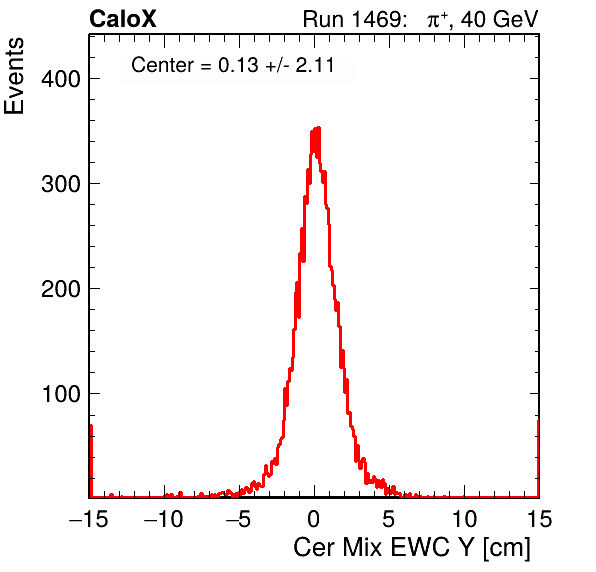 CaloX Run 1469: π⁺, 40 GeV
Events
Center = 0.13 +/- 2.11
400
300
200
100
−15 −10 −5 0 5 10 15
Cer Mix EWC Y [cm]